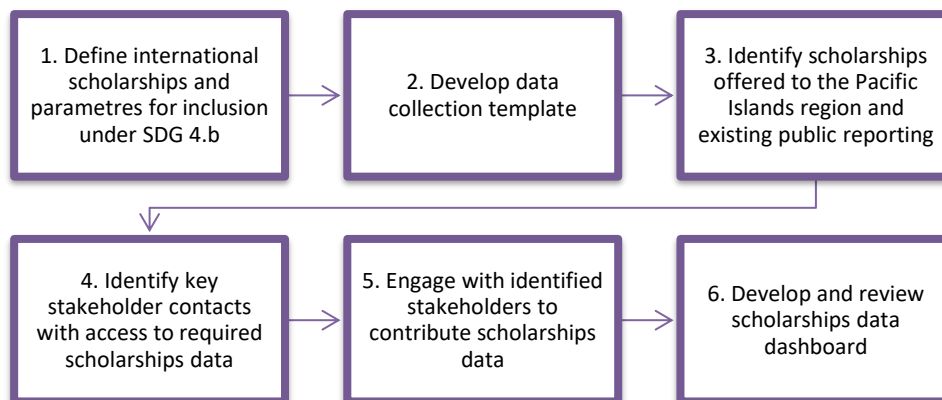 1. Define international
scholarships and
parametres for inclusion
under SDG 4.b
2. Develop data
collection template
3. Identify scholarships
offered to the Pacific
Islands region and
existing public reporting
4. Identify key
stakeholder contacts
with access to required
scholarships data
5. Engage with identified
stakeholders to
contribute scholarships
data
6. Develop and review
scholarships data
dashboard